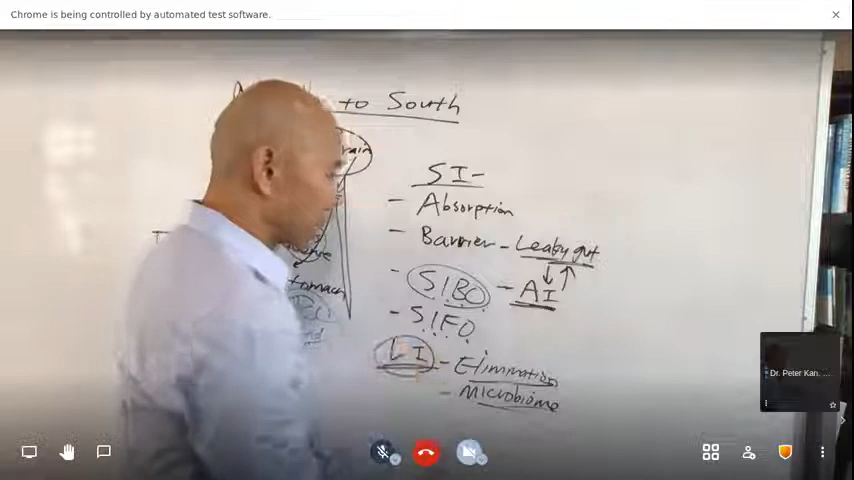 Chrome is being controlled by automated test software.
to South
SI-
- Absorption
- Barrier - Leaky gut
- SIBO - AI
- SIFO
LI - Elimination
- Microbiome
Dr. Peter Kan. ...